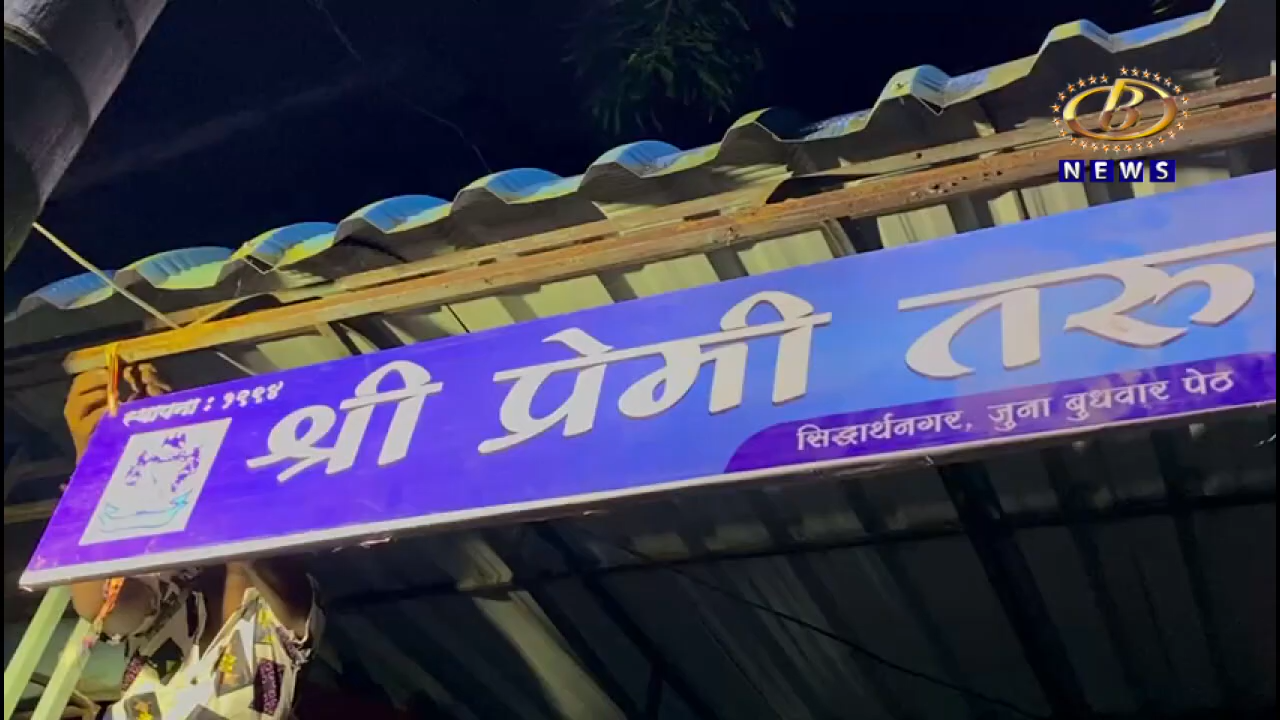 B
NEWS
स्थापना : १९९४
श्री प्रेमी तरु
सिद्धार्थनगर, जुना बुधवार पेठ